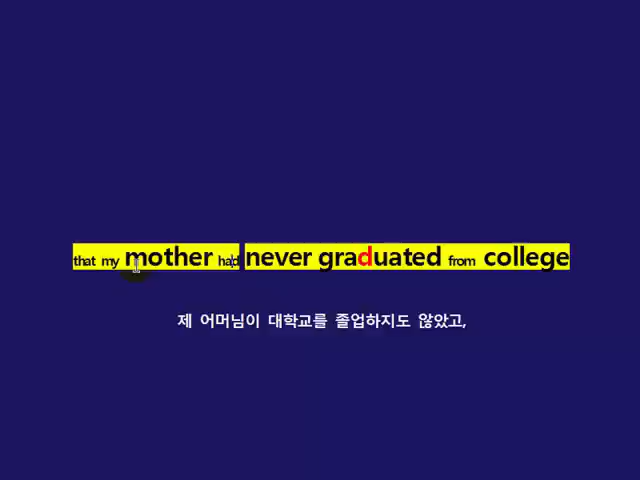 that my mother had never graduated from college
제 어머님이 대학교를 졸업하지도 않았고,